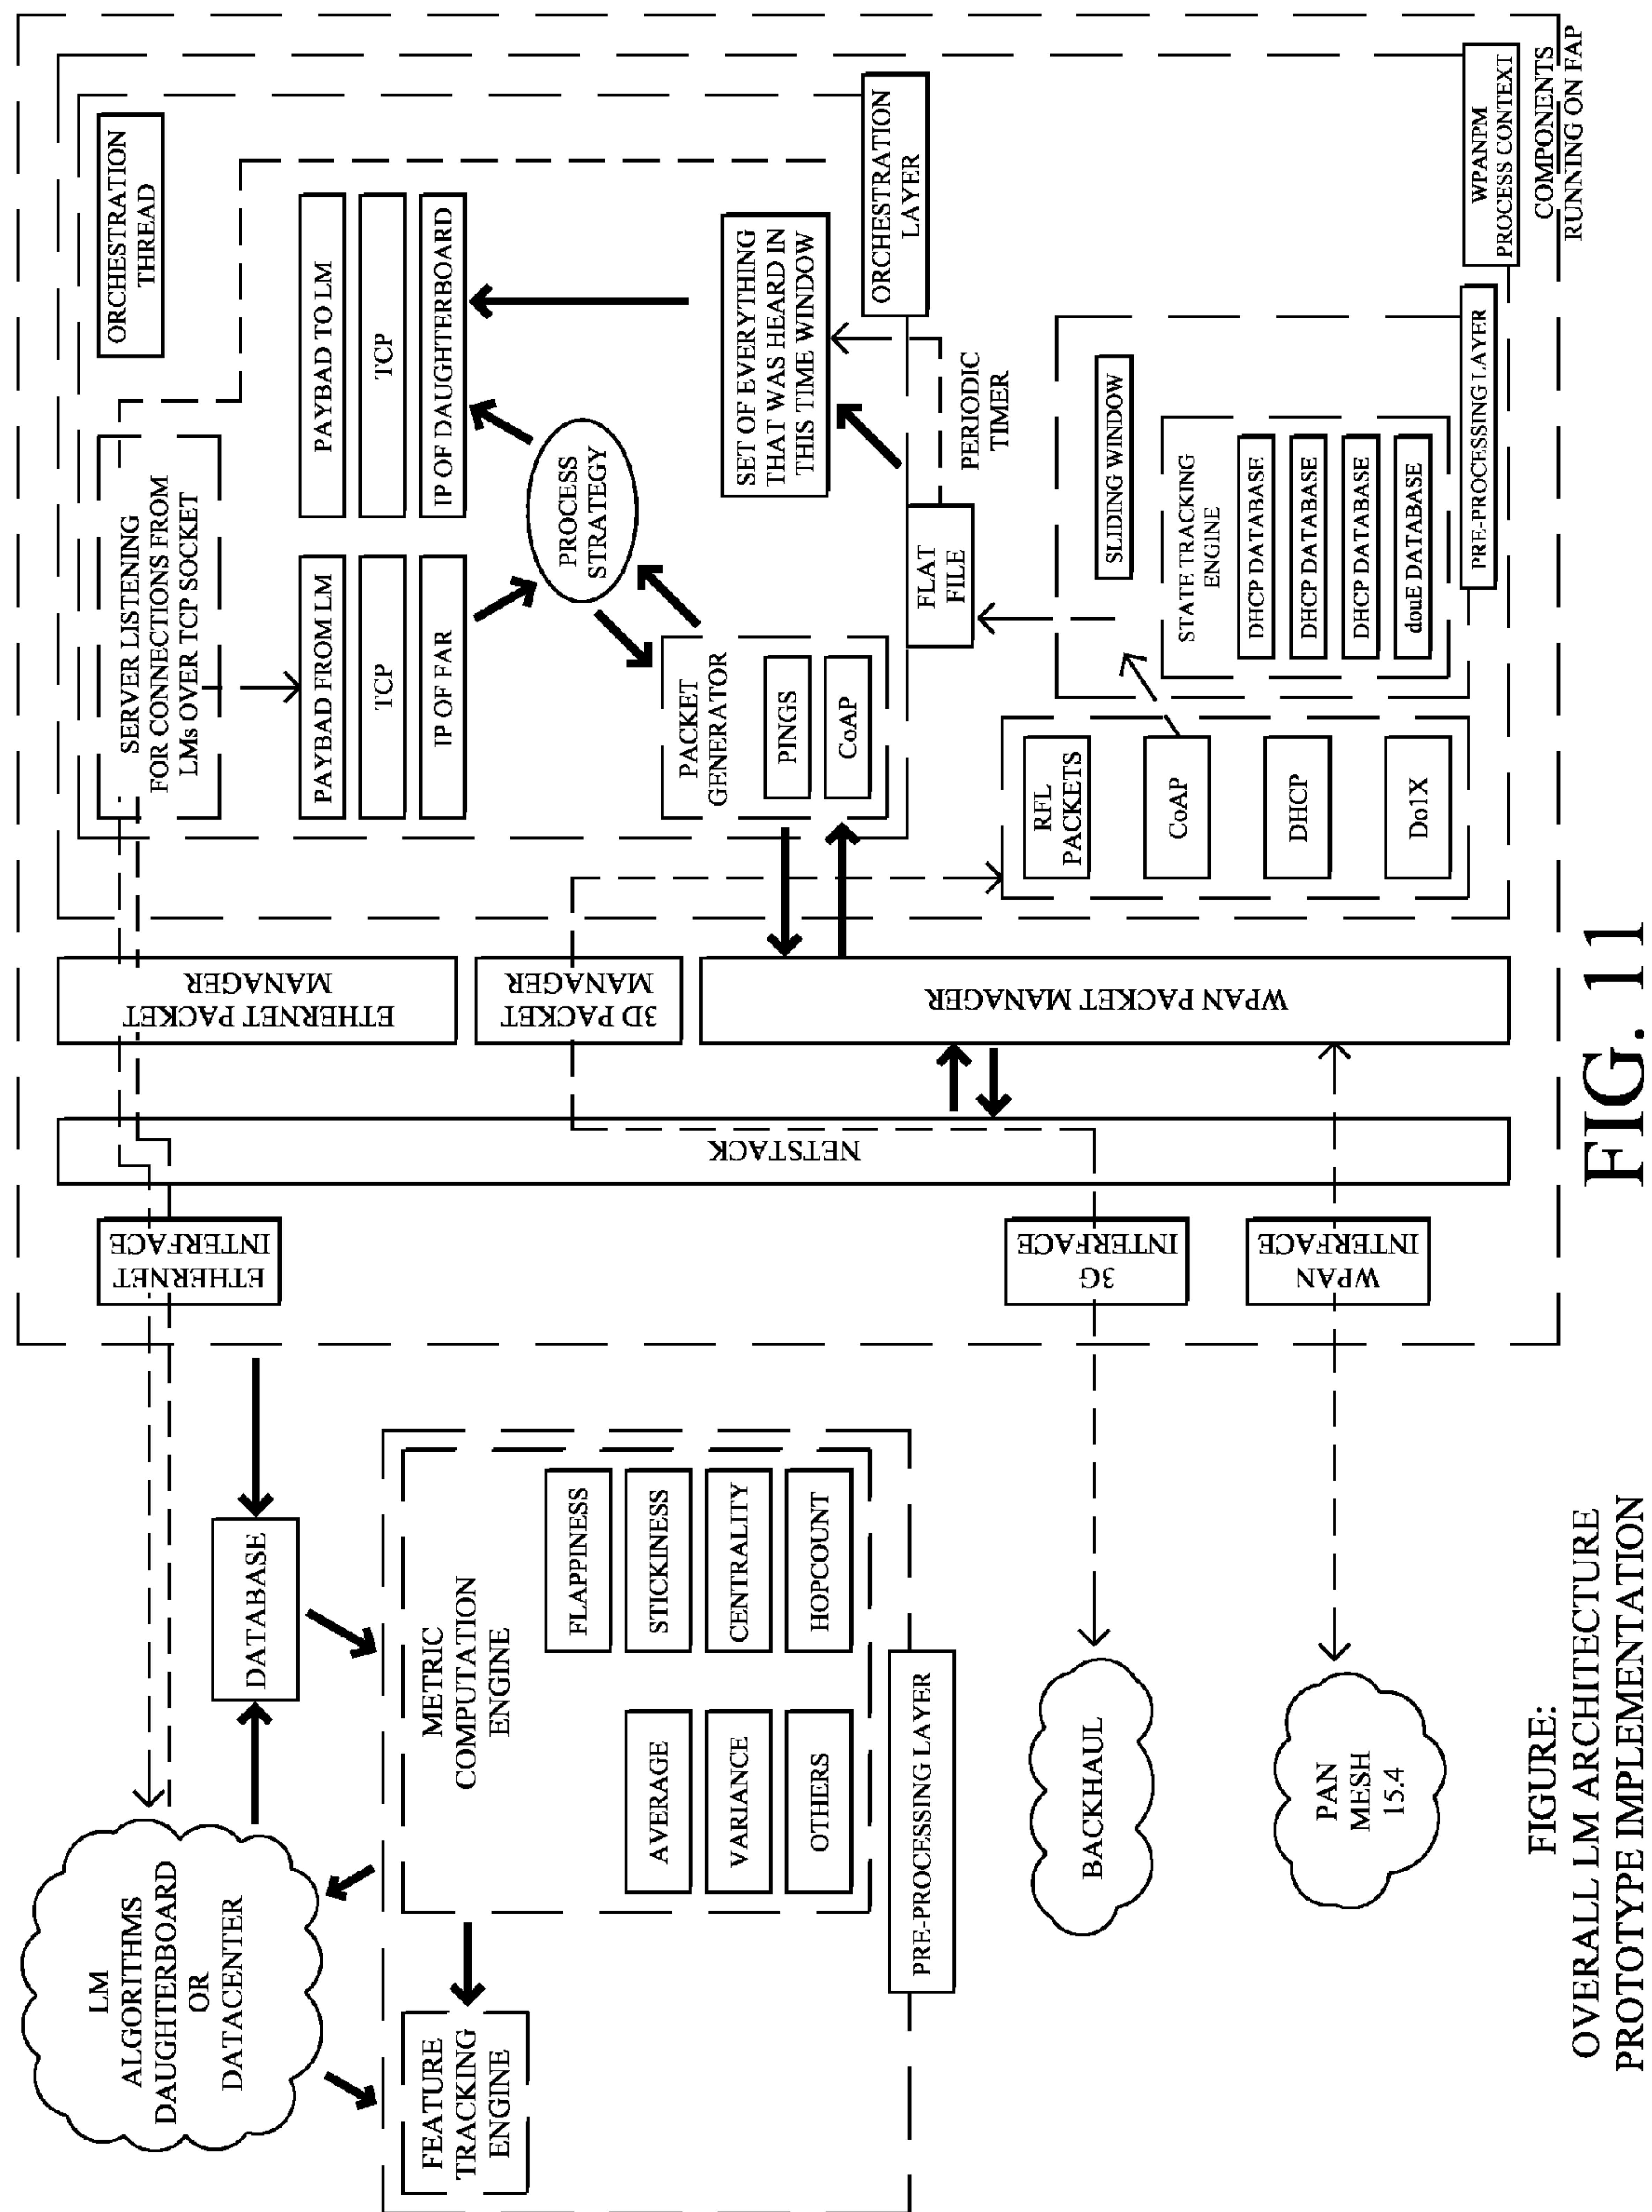 LM
ALGORITHMS
DAUGHTERBOARD
OR
DATACENTER
DATABASE
FEATURE
TRACKING
ENGINE
METRIC
COMPUTATION
ENGINE
AVERAGE
VARIANCE
OTHERS
FLAPPINESS
STICKINESS
CENTRALITY
HOPCOUNT
PRE-PROCESSING LAYER
BACKHAUL
PAN
MESH
15.4
FIGURE:
OVERALL LM ARCHITECTURE
PROTOTYPE IMPLEMENTATION
ETHERNET
INTERFACE
3G
INTERFACE
WPAN
INTERFACE
NETSTACK
ETHERNET PACKET
MANAGER
3D PACKET
MANAGER
WPAN PACKET MANAGER
SERVER LISTENING
FOR CONNECTIONS FROM
LMs OVER TCP SOCKET
ORCHESTRATION
THREAD
PAYBAD FROM LM
TCP
IP OF FAR
PAYBAD TO LM
TCP
IP OF DAUGHTERBOARD
PROCESS
STRATEGY
PACKET
GENERATOR
PINGS
CoAP
SET OF EVERYTHING
THAT WAS HEARD IN
THIS TIME WINDOW
ORCHESTRATION
LAYER
FLAT
FILE
PERIODIC
TIMER
RFL
PACKETS
CoAP
DHCP
Do1X
SLIDING WINDOW
STATE TRACKING
ENGINE
DHCP DATABASE
DHCP DATABASE
DHCP DATABASE
douE DATABASE
PRE-PROCESSING LAYER
WPANPM
PROCESS CONTEXT
COMPONENTS
RUNNING ON FAP
FIG. 11